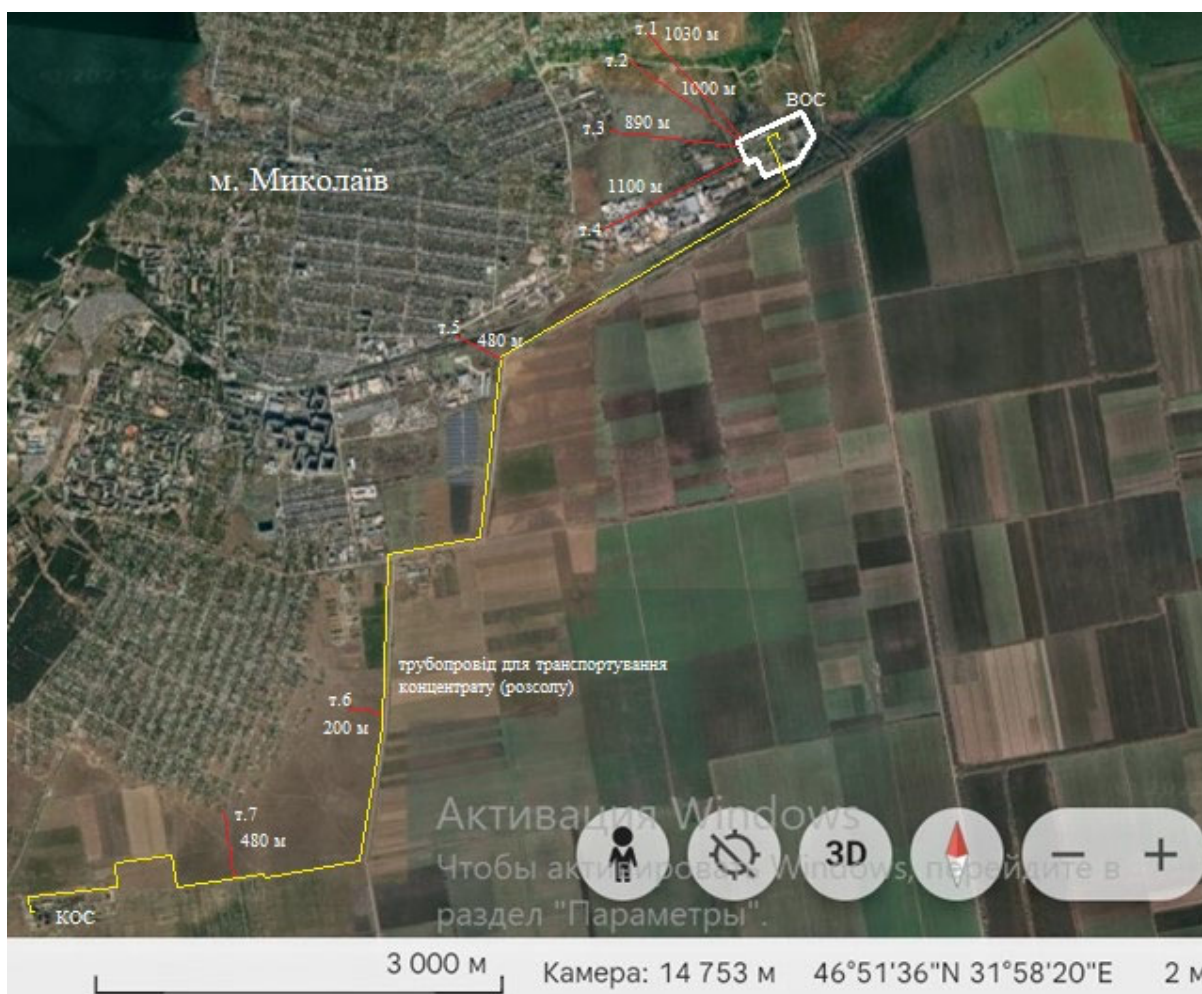 т.1 1030 м
т.2
1000 м
ВОС
т.3 890 м
м. Миколаїв
1100 м
т.4
т.5 480 м
трубопровід для транспортування
концентрату (розсолу)
т.6
200 м
т.7
480 м
КОС
Активация Windows
Чтобы активировать Windows, перейдите в
раздел "Параметры".
3D
3 000 м
Камера: 14 753 м 46°51'36"N 31°58'20"E 2 м